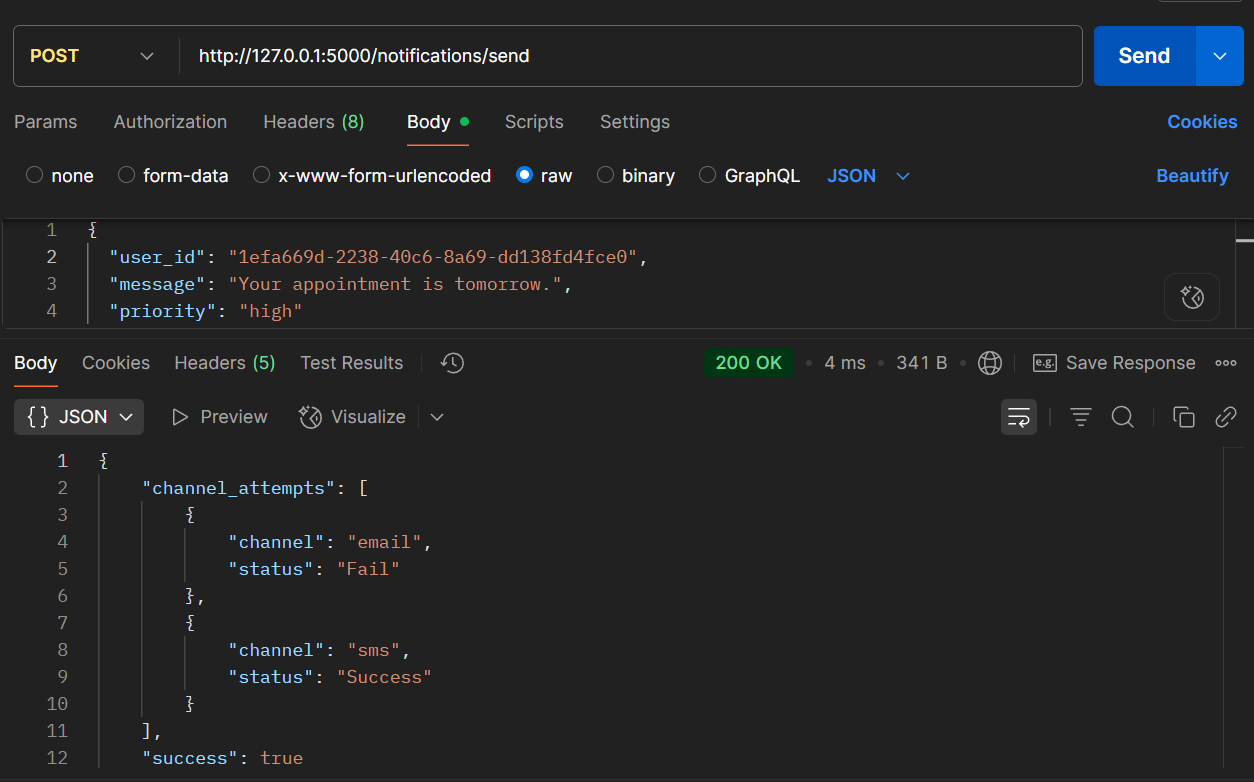 POST http://127.0.0.1:5000/notifications/send Send
Params Authorization Headers (8) Body Scripts Settings Cookies
none form-data x-www-form-urlencoded raw binary GraphQL JSON Beautify
1 {
2 "user_id": "1efa669d-2238-40c6-8a69-dd138fd4fce0",
3 "message": "Your appointment is tomorrow.",
4 "priority": "high"
Body Cookies Headers (5) Test Results 200 OK 4 ms 341 B e.g. Save Response
{} JSON Preview Visualize
1 {
2 "channel_attempts": [
3 {
4 "channel": "email",
5 "status": "Fail"
6 },
7 {
8 "channel": "sms",
9 "status": "Success"
10 }
11 ],
12 "success": true